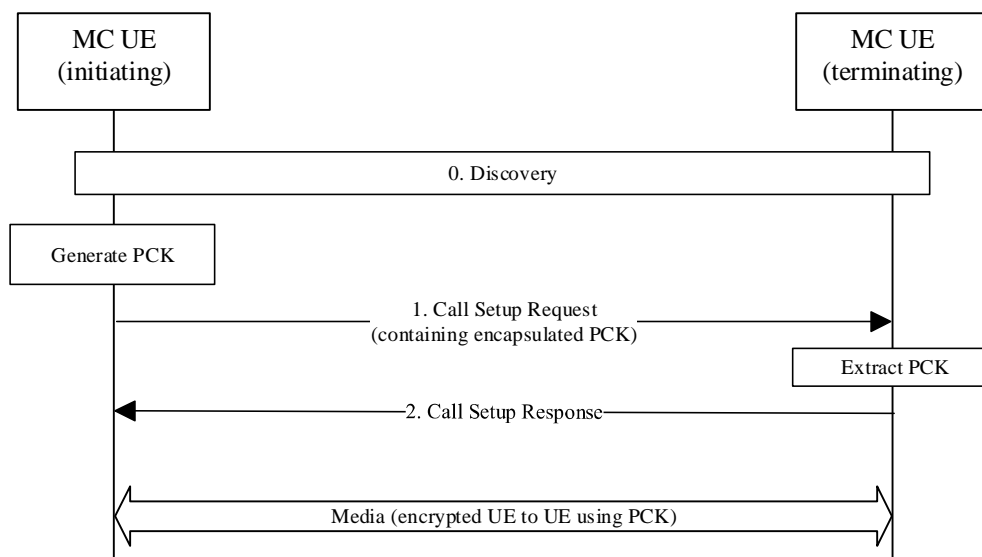 MC UE
(initiating)
MC UE
(terminating)
0. Discovery
Generate PCK
1. Call Setup Request
(containing encapsulated PCK)
Extract PCK
2. Call Setup Response
Media (encrypted UE to UE using PCK)